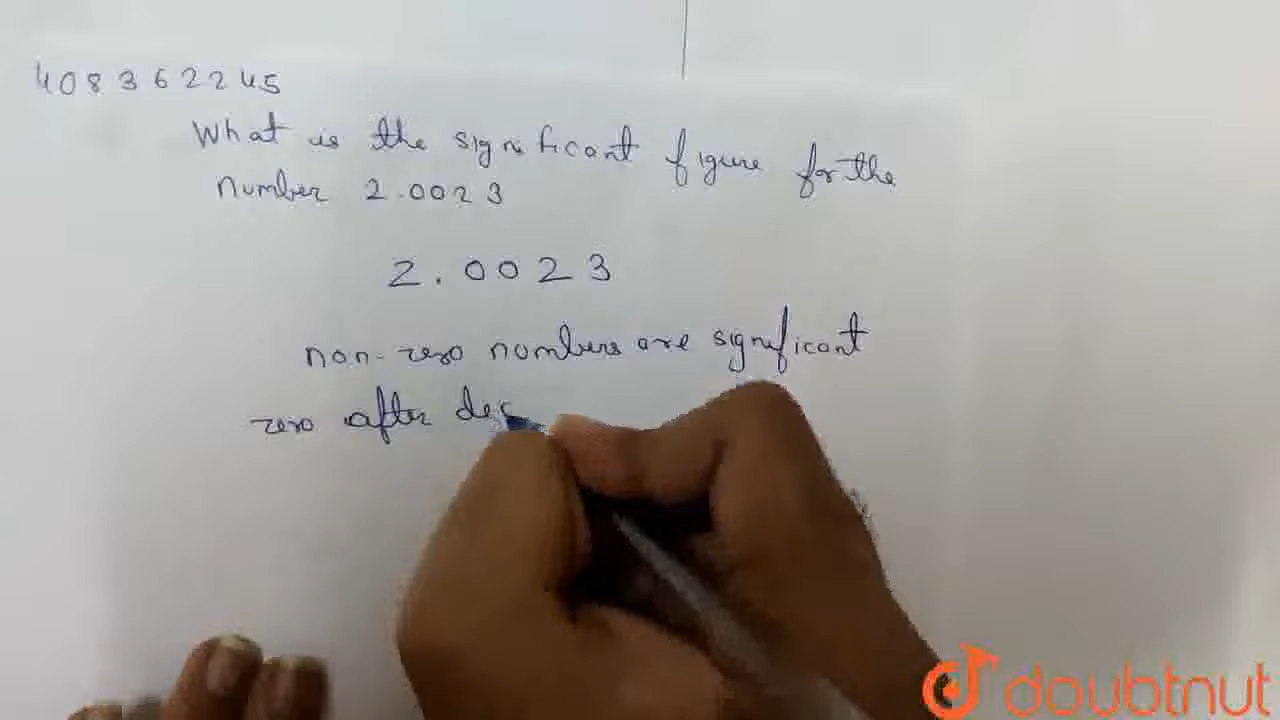 408362245
What is the significant figure for the
number 2.0023
2.0023
non-zero numbers are significant
zero after dec
doubtnut